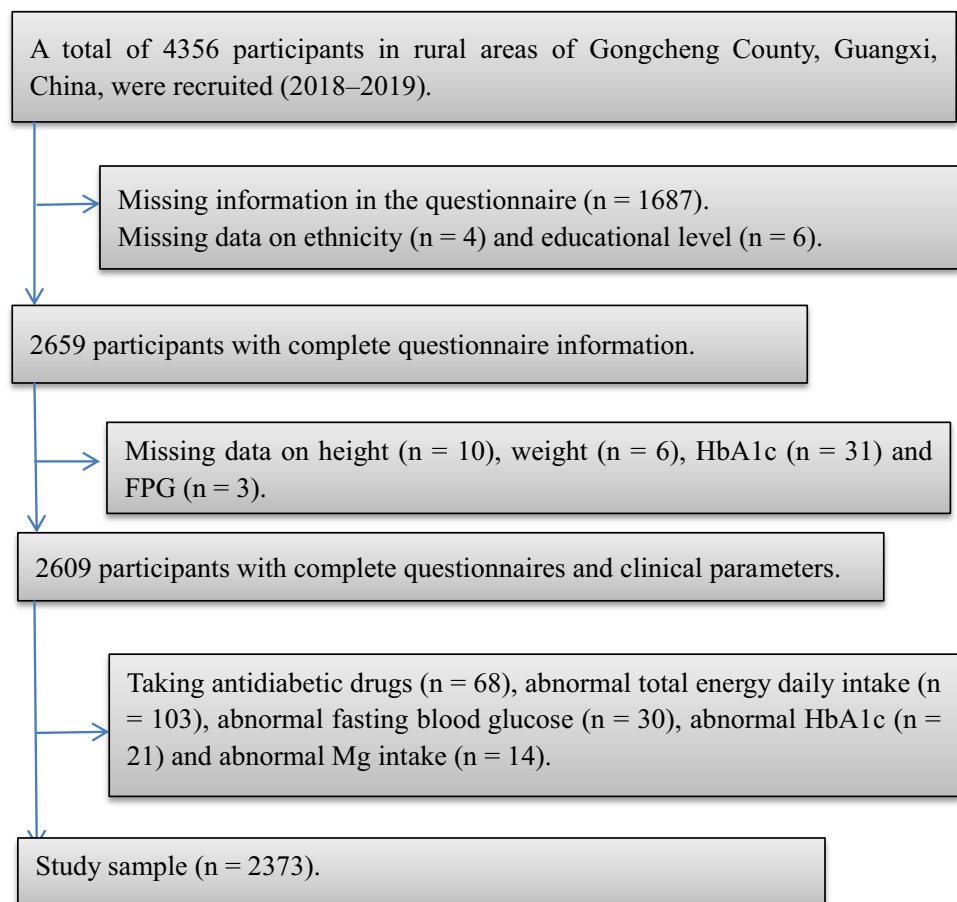 A total of 4356 participants in rural areas of Gongcheng County, Guangxi,
China, were recruited (2018–2019).
Missing information in the questionnaire (n = 1687).
Missing data on ethnicity (n = 4) and educational level (n = 6).
2659 participants with complete questionnaire information.
Missing data on height (n = 10), weight (n = 6), HbA1c (n = 31) and
FPG (n = 3).
2609 participants with complete questionnaires and clinical parameters.
Taking antidiabetic drugs (n = 68), abnormal total energy daily intake (n
= 103), abnormal fasting blood glucose (n = 30), abnormal HbA1c (n =
21) and abnormal Mg intake (n = 14).
Study sample (n = 2373).